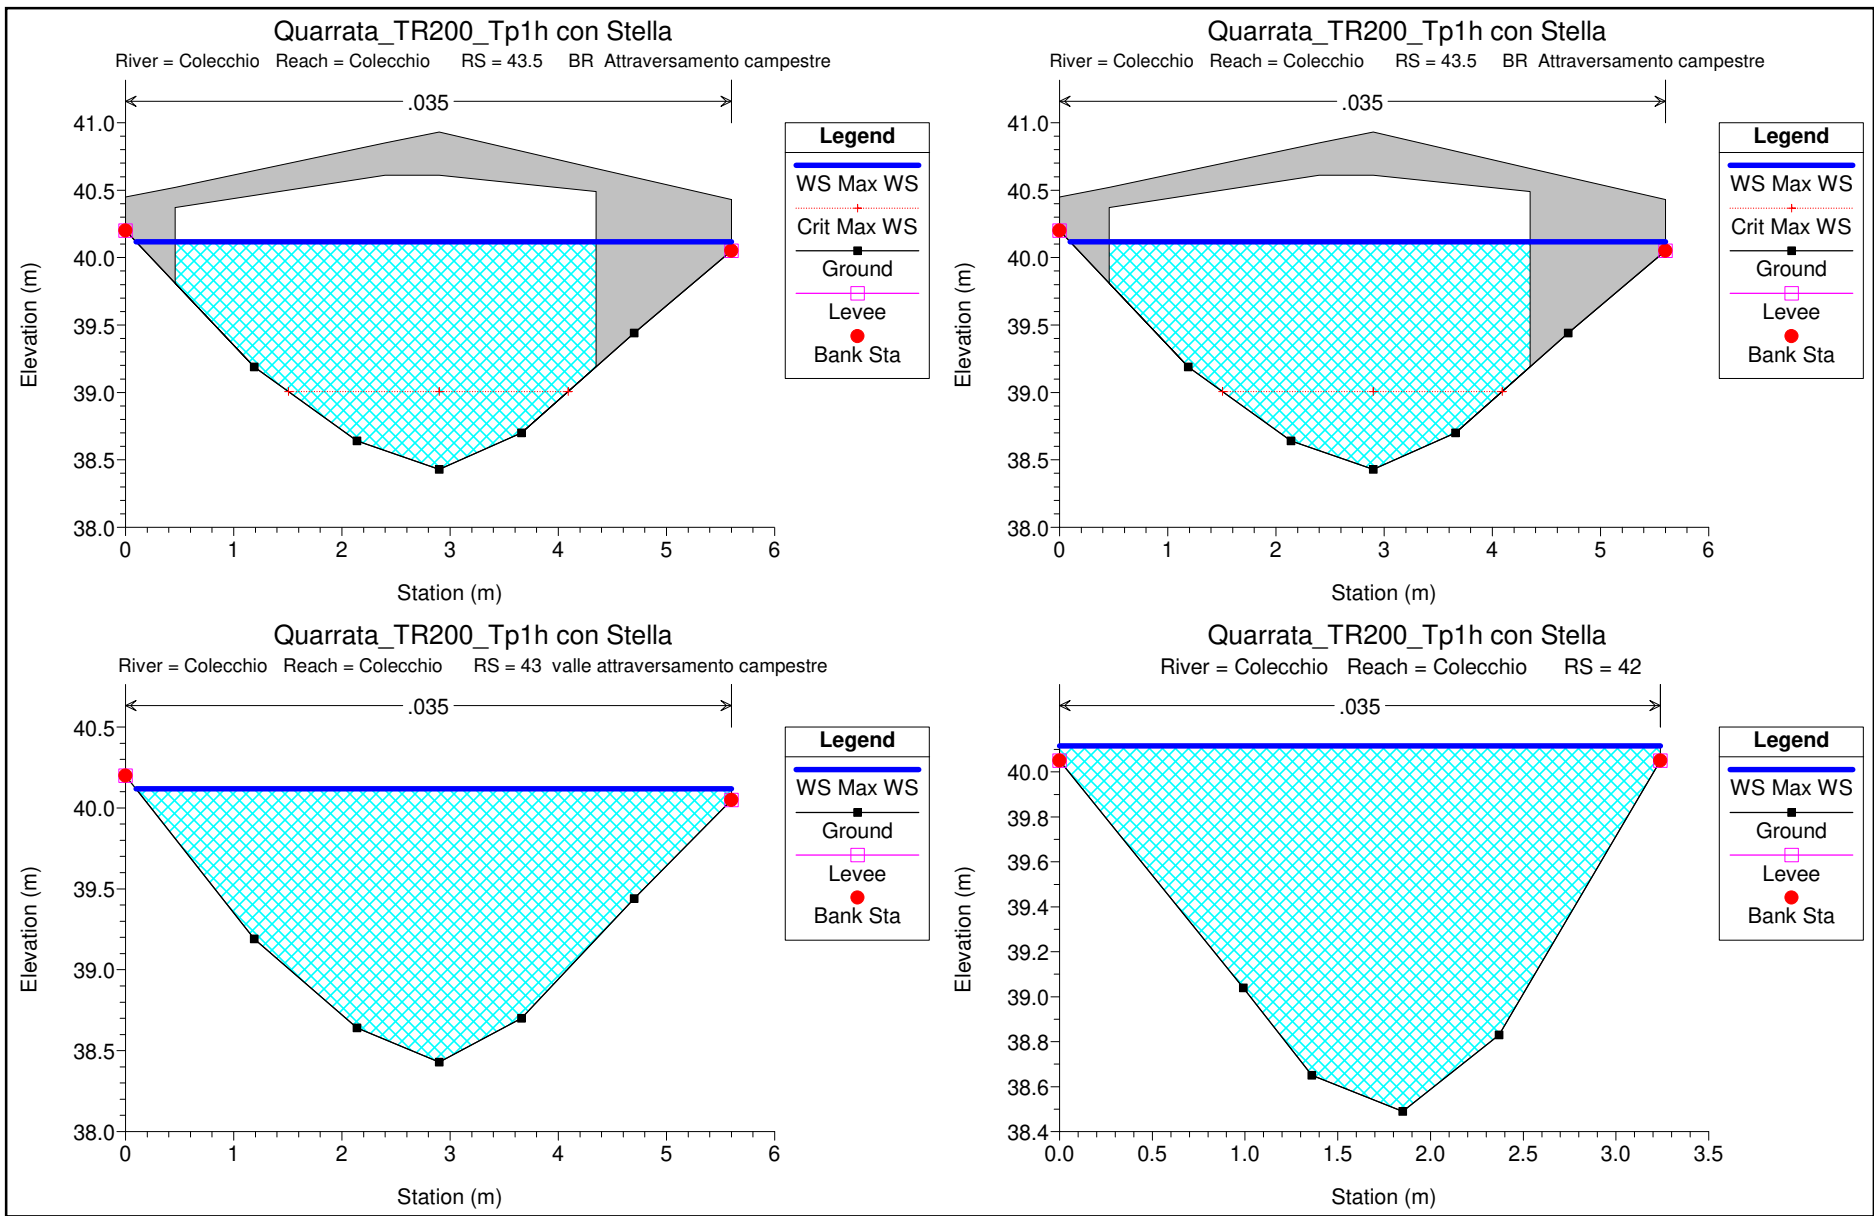 Quarrata_TR200_Tp1h con Stella
River = Colecchio Reach = Colecchio RS = 43.5 BR Attraversamento campestre
.035
41.0
40.5
40.0
39.5
39.0
38.5
38.0
0 1 2 3 4 5 6
Elevation (m)
Station (m)
Legend
WS Max WS
Crit Max WS
Ground
Levee
Bank Sta
Quarrata_TR200_Tp1h con Stella
River = Colecchio Reach = Colecchio RS = 43.5 BR Attraversamento campestre
.035
41.0
40.5
40.0
39.5
39.0
38.5
38.0
0 1 2 3 4 5 6
Elevation (m)
Station (m)
Legend
WS Max WS
Crit Max WS
Ground
Levee
Bank Sta
Quarrata_TR200_Tp1h con Stella
River = Colecchio Reach = Colecchio RS = 43 valle attraversamento campestre
.035
40.5
40.0
39.5
39.0
38.5
38.0
0 1 2 3 4 5 6
Elevation (m)
Station (m)
Legend
WS Max WS
Ground
Levee
Bank Sta
Quarrata_TR200_Tp1h con Stella
River = Colecchio Reach = Colecchio RS = 42
.035
40.0
39.8
39.6
39.4
39.2
39.0
38.8
38.6
38.4
0.0 0.5 1.0 1.5 2.0 2.5 3.0 3.5
Elevation (m)
Station (m)
Legend
WS Max WS
Ground
Levee
Bank Sta